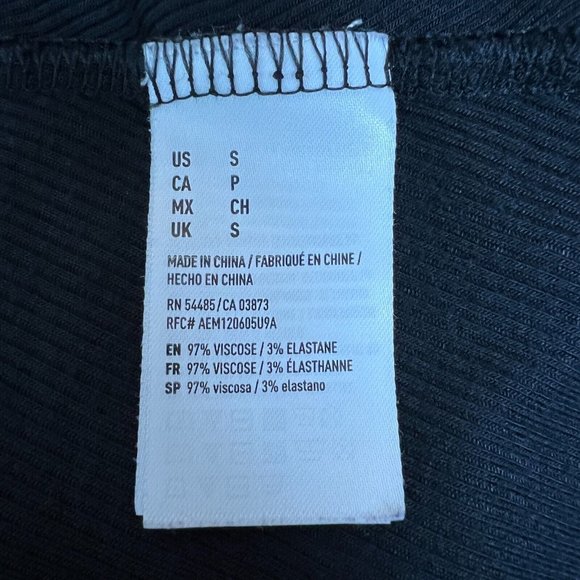 US S
CA P
MX CH
UK S
MADE IN CHINA / FABRIQUÉ EN CHINE /
HECHO EN CHINA
RN 54485/CA 03873
RFC# AEM120605U9A
EN 97% VISCOSE / 3% ELASTANE
FR 97% VISCOSE / 3% ÉLASTHANNE
SP 97% viscosa / 3% elastano